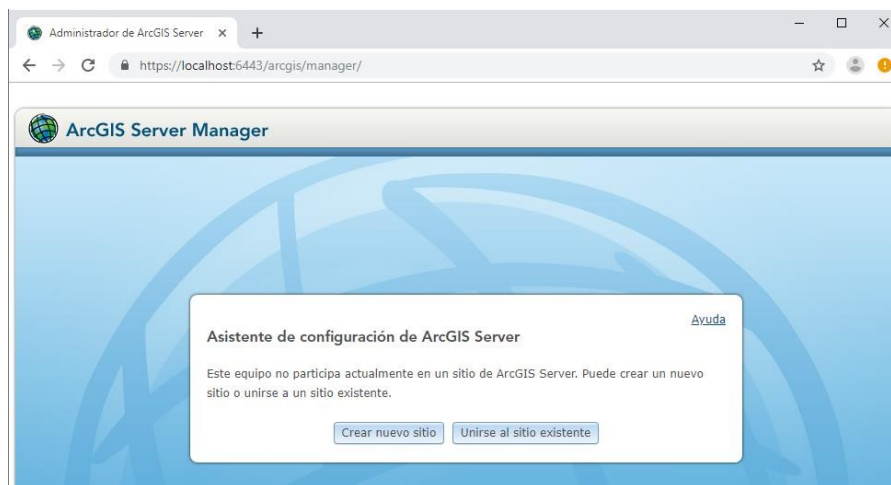 Administrador de ArcGIS Server
https://localhost:6443/arcgis/manager/
ArcGIS Server Manager
Ayuda
Asistente de configuración de ArcGIS Server
Este equipo no participa actualmente en un sitio de ArcGIS Server. Puede crear un nuevo
sitio o unirse a un sitio existente.
Crear nuevo sitio
Unirse al sitio existente